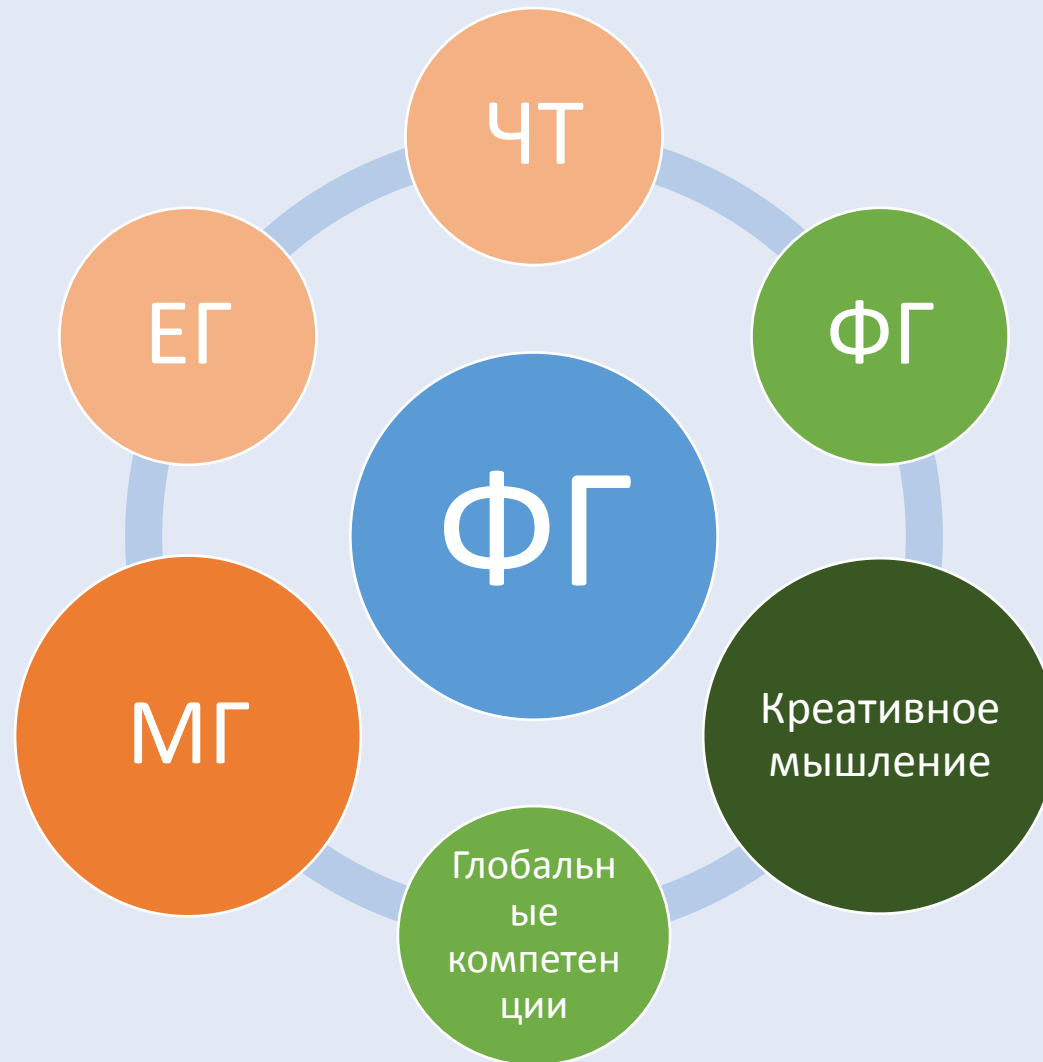 ЧТ
ЕГ
ФГ
ФГ
МГ
Креативное
мышление
Глобальн
ые
компетен
ции